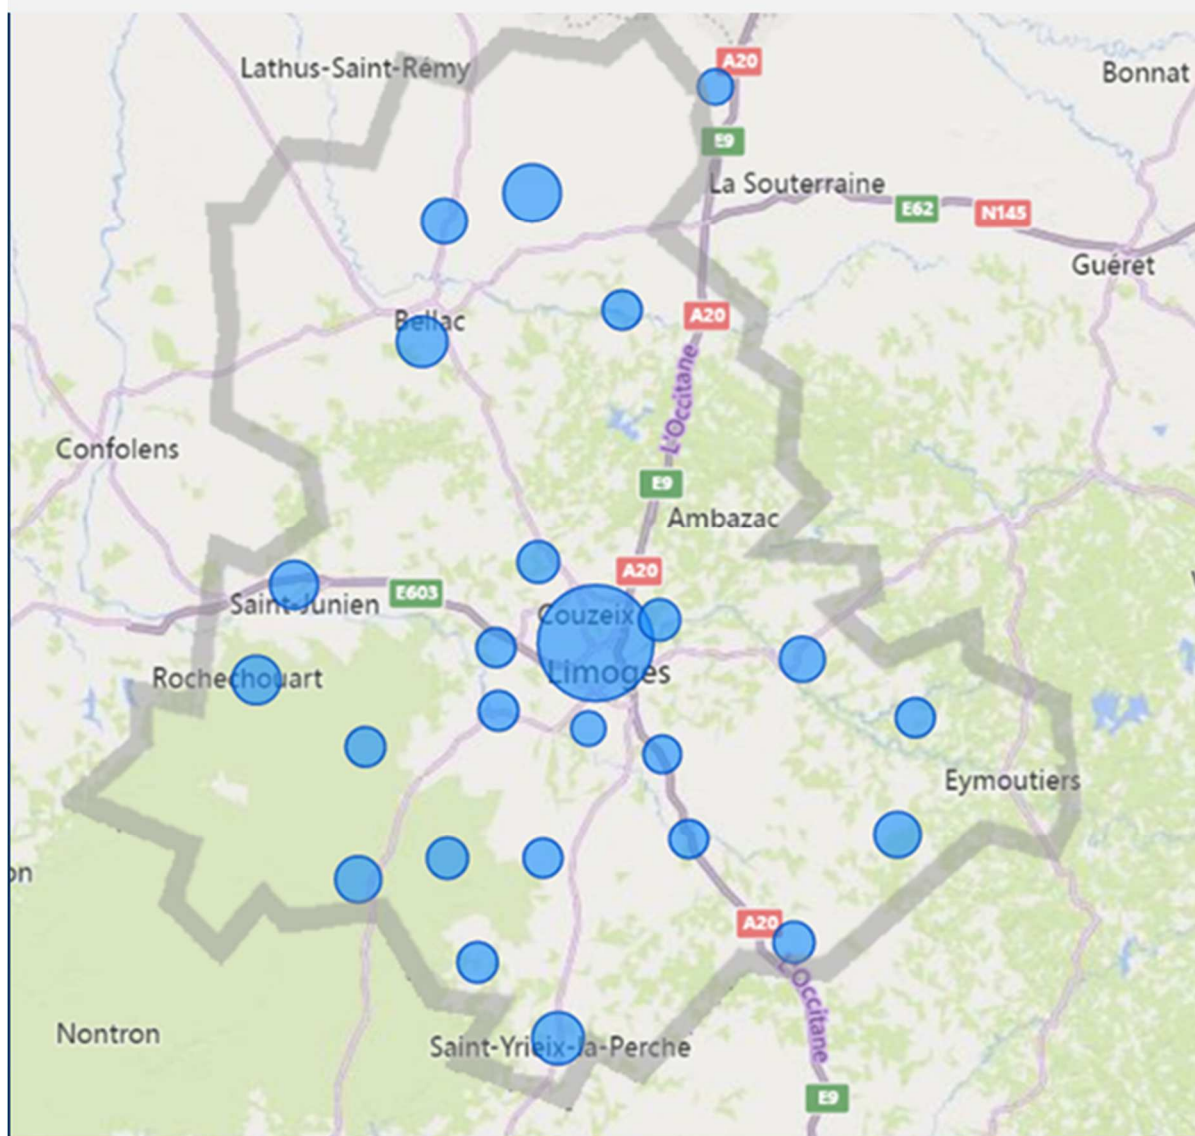 A20
Lathus-Saint-Rémy
Bonnat
E9
La Souterraine
E62
N145
Guéret
A20
Bellac
L'Occitane
Confolens
E9
Ambazac
A20
E603
Saint-Junien
Couzeix
Limoges
Rochechouart
Eymoutiers
on
A20
L'Occitane
Nontron
Saint-Yrieix-la-Perche
E9